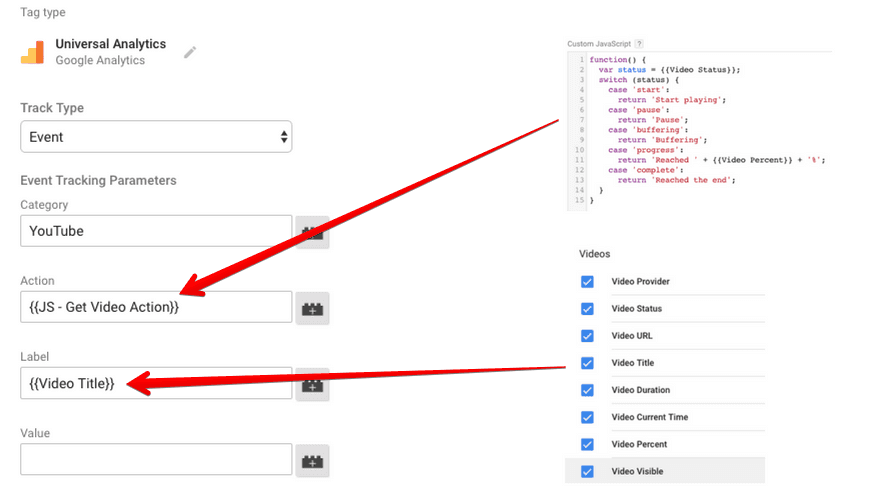 Tag type
Universal Analytics
Google Analytics
Track Type
Event
Event Tracking Parameters
Category
YouTube
Action
{{JS - Get Video Action}}
Label
{{Video Title}}
Value
Custom JavaScript ?
1 function() {
2 var status = {{Video Status}};
3 switch (status) {
4 case 'start':
5 return 'Start playing';
6 case 'pause':
7 return 'Pause';
8 case 'buffering':
9 return 'Buffering';
10 case 'progress':
11 return 'Reached ' + {{Video Percent}} + '%';
12 case 'complete':
13 return 'Reached the end';
14 }
15 }
Videos
Video Provider
Video Status
Video URL
Video Title
Video Duration
Video Current Time
Video Percent
Video Visible